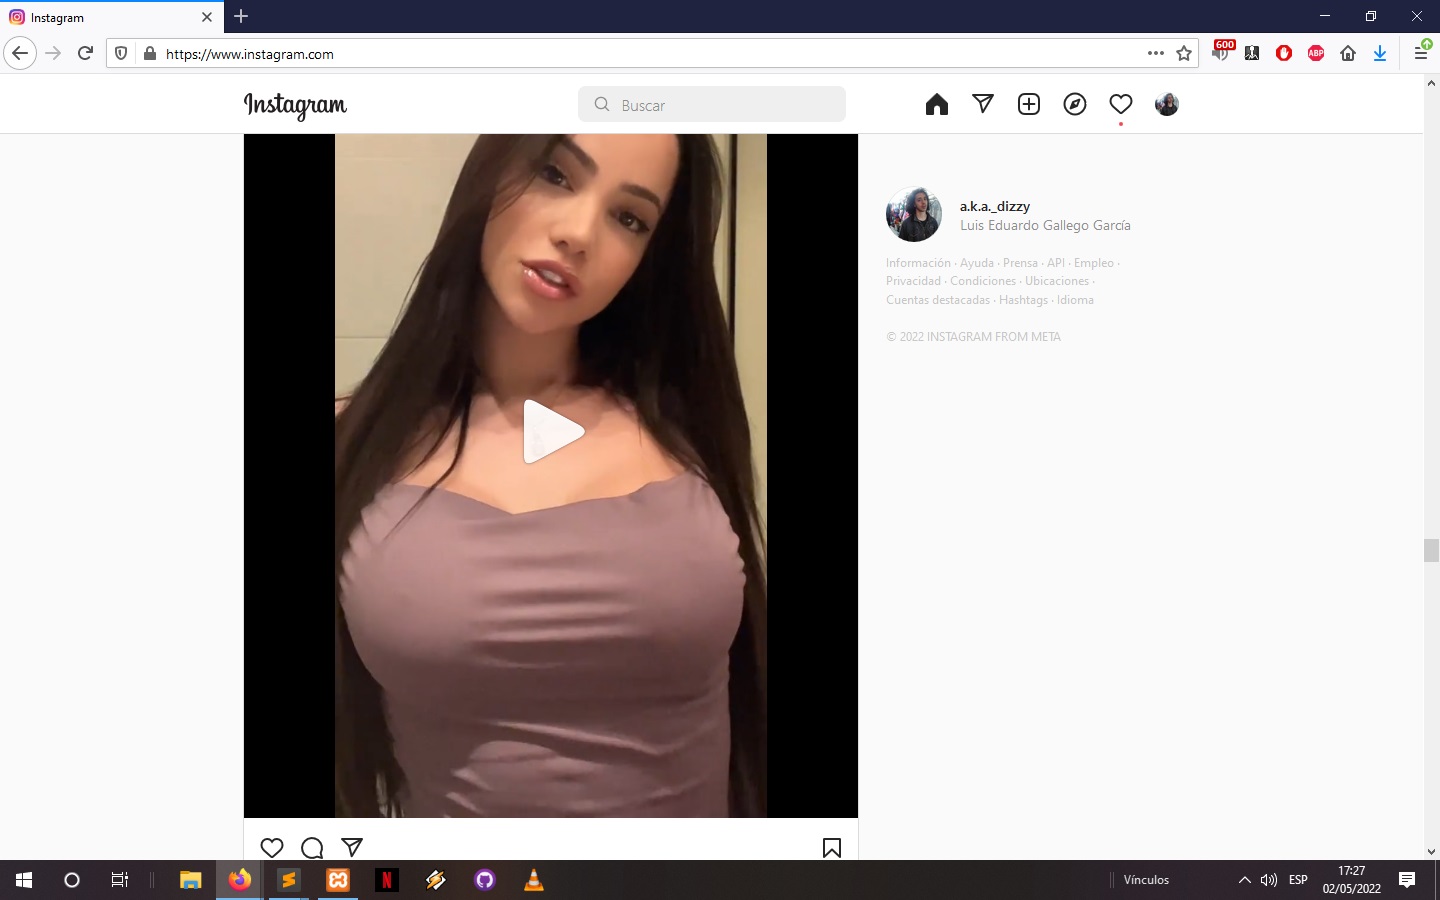 Instagram
https://www.instagram.com
600
ABP
Instagram
Buscar
a.k.a._dizzy
Luis Eduardo Gallego García
Información · Ayuda · Prensa · API · Empleo ·
Privacidad · Condiciones · Ubicaciones ·
Cuentas destacadas · Hashtags · Idioma
© 2022 INSTAGRAM FROM META
N
Vínculos
ESP
17:27
02/05/2022